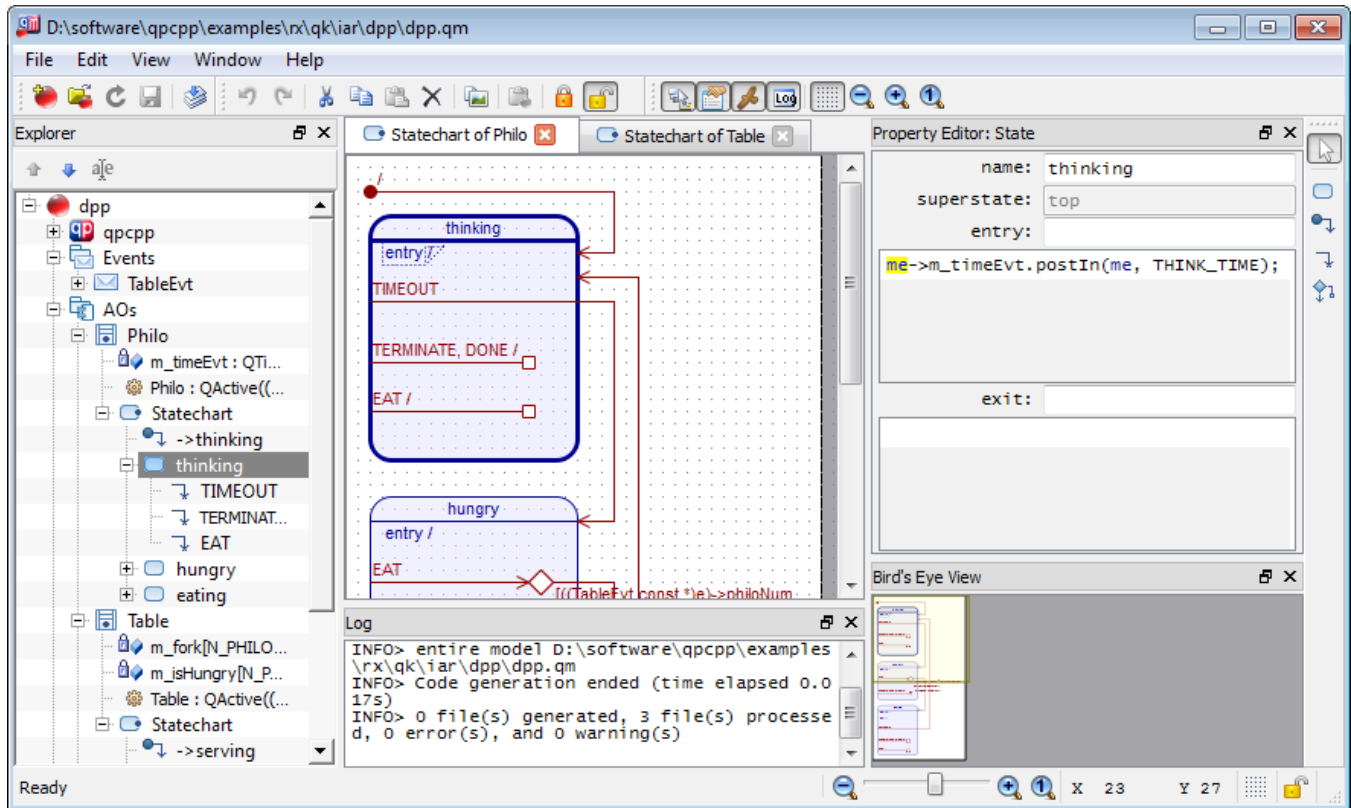 D:\software\qpcpp\examples\rx\qk\iar\dpp\dpp.qm
File Edit View Window Help
Explorer
Statechart of Philo
Statechart of Table
Property Editor: State
dpp
qpcpp
Events
TableEvt
AOs
Philo
m_timeEvt : QTi...
Philo : QActive((...
Statechart
->thinking
thinking
TIMEOUT
TERMINAT...
EAT
hungry
eating
Table
m_fork[N_PHILO...
m_isHungry[N_P...
Table : QActive((...
Statechart
->serving
/
thinking
entry /
TIMEOUT
TERMINATE, DONE /
EAT /
hungry
entry /
EAT
[((TableEvt const *)e)->philoNum
name: thinking
superstate: top
entry:
me->m_timeEvt.postIn(me, THINK_TIME);
exit:
Log
INFO> entire model D:\software\qpcpp\examples
\rx\qk\iar\dpp\dpp.qm
INFO> Code generation ended (time elapsed 0.0
17s)
INFO> 0 file(s) generated, 3 file(s) processe
d, 0 error(s), and 0 warning(s)
Bird's Eye View
Ready
X 23 Y 27